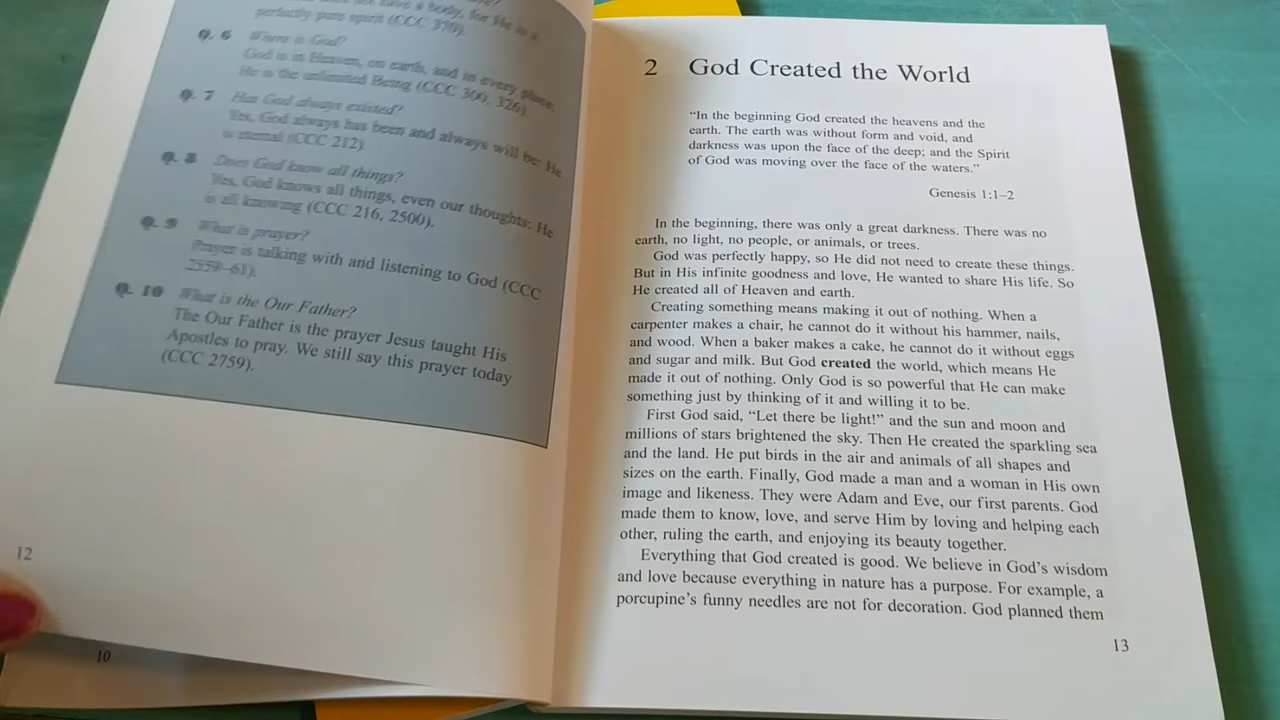 perfectly pure spirit (CCC 370).
Q. 6 Where is God?
God is in Heaven, on earth, and in every place.
He is the unlimited Being (CCC 300, 326).
Q. 7 Has God always existed?
Yes, God always has been and always will be: He
is eternal (CCC 212).
Q. 8 Does God know all things?
Yes, God knows all things, even our thoughts: He
is all knowing (CCC 216, 2500).
Q. 9 What is prayer?
Prayer is talking with and listening to God (CCC
2559–61).
Q. 10 What is the Our Father?
The Our Father is the prayer Jesus taught His
Apostles to pray. We still say this prayer today
(CCC 2759).
12
10
2 God Created the World
“In the beginning God created the heavens and the
earth. The earth was without form and void, and
darkness was upon the face of the deep; and the Spirit
of God was moving over the face of the waters.”
Genesis 1:1–2
In the beginning, there was only a great darkness. There was no
earth, no light, no people, or animals, or trees.
God was perfectly happy, so He did not need to create these things.
But in His infinite goodness and love, He wanted to share His life. So
He created all of Heaven and earth.
Creating something means making it out of nothing. When a
carpenter makes a chair, he cannot do it without his hammer, nails,
and wood. When a baker makes a cake, he cannot do it without eggs
and sugar and milk. But God created the world, which means He
made it out of nothing. Only God is so powerful that He can make
something just by thinking of it and willing it to be.
First God said, “Let there be light!” and the sun and moon and
millions of stars brightened the sky. Then He created the sparkling sea
and the land. He put birds in the air and animals of all shapes and
sizes on the earth. Finally, God made a man and a woman in His own
image and likeness. They were Adam and Eve, our first parents. God
made them to know, love, and serve Him by loving and helping each
other, ruling the earth, and enjoying its beauty together.
Everything that God created is good. We believe in God’s wisdom
and love because everything in nature has a purpose. For example, a
porcupine’s funny needles are not for decoration. God planned them
13